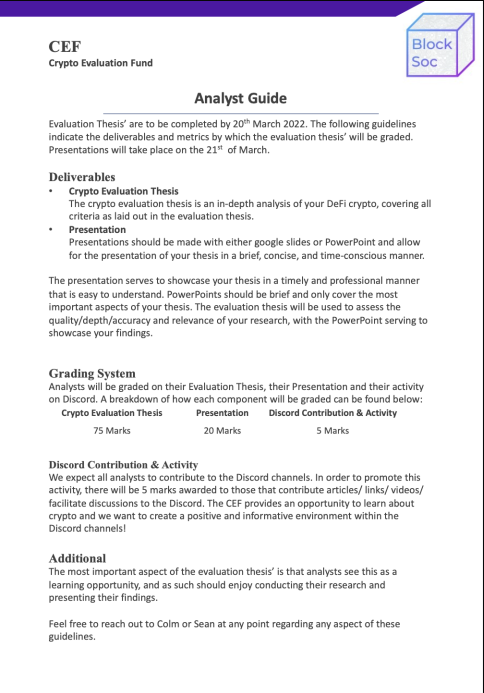 CEF
Crypto Evaluation Fund
Block
Soc
Analyst Guide
Evaluation Thesis’ are to be completed by 20th March 2022. The following guidelines
indicate the deliverables and metrics by which the evaluation thesis’ will be graded.
Presentations will take place on the 21st of March.
Deliverables
• Crypto Evaluation Thesis
The crypto evaluation thesis is an in-depth analysis of your DeFi crypto, covering all
criteria as laid out in the evaluation thesis.
• Presentation
Presentations should be made with either google slides or PowerPoint and allow
for the presentation of your thesis in a brief, concise, and time-conscious manner.
The presentation serves to showcase your thesis in a timely and professional manner
that is easy to understand. PowerPoints should be brief and only cover the most
important aspects of your thesis. The evaluation thesis will be used to assess the
quality/depth/accuracy and relevance of your research, with the PowerPoint serving to
showcase your findings.
Grading System
Analysts will be graded on their Evaluation Thesis, their Presentation and their activity
on Discord. A breakdown of how each component will be graded can be found below:
Crypto Evaluation Thesis Presentation Discord Contribution & Activity
75 Marks 20 Marks 5 Marks
Discord Contribution & Activity
We expect all analysts to contribute to the Discord channels. In order to promote this
activity, there will be 5 marks awarded to those that contribute articles/ links/ videos/
facilitate discussions to the Discord. The CEF provides an opportunity to learn about
crypto and we want to create a positive and informative environment within the
Discord channels!
Additional
The most important aspect of the evaluation thesis’ is that analysts see this as a
learning opportunity, and as such should enjoy conducting their research and
presenting their findings.
Feel free to reach out to Colm or Sean at any point regarding any aspect of these
guidelines.